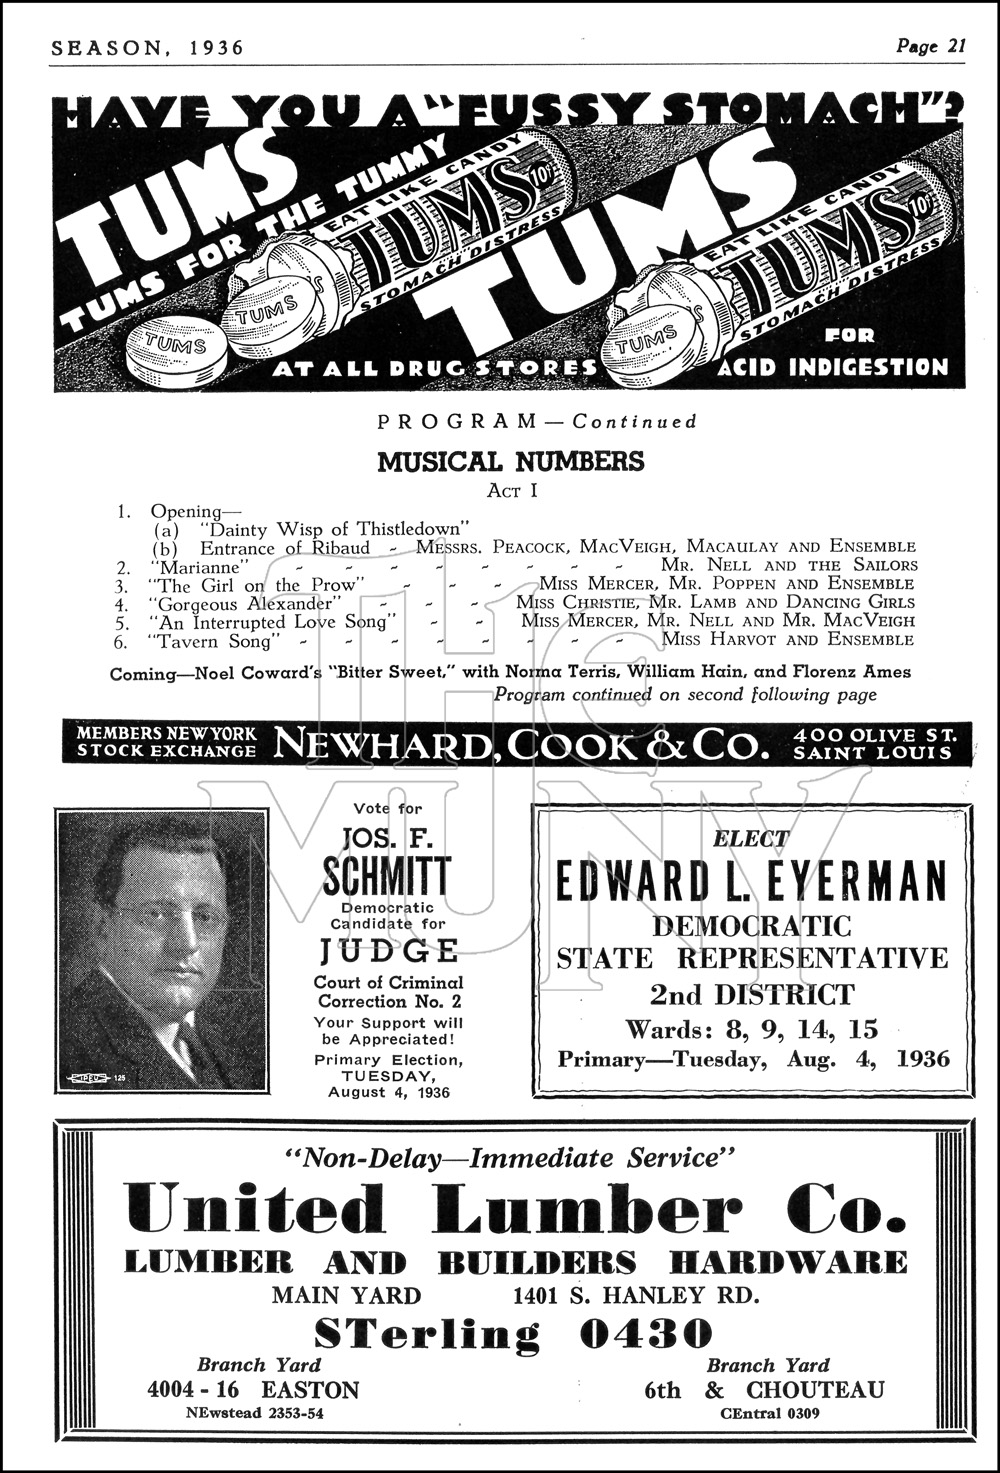 SEASON, 1936 Page 21
HAVE YOU A "FUSSY STOMACH"?
TUMS
TUMS FOR THE TUMMY
EAT LIKE CANDY
TUMS 10¢
STOMACH DISTRESS
TUMS
TUMS
TUMS
EAT LIKE CANDY
TUMS 10¢
STOMACH DISTRESS
TUMS
AT ALL DRUG STORES
FOR
ACID INDIGESTION
PROGRAM—Continued
MUSICAL NUMBERS
ACT I
1. Opening—
(a) "Dainty Wisp of Thistledown"
(b) Entrance of Ribaud - MESSRS. PEACOCK, MACVEIGH, MACAULAY AND ENSEMBLE
2. "Marianne" - - - - - - - - MR. NELL AND THE SAILORS
3. "The Girl on the Prow" - - - - MISS MERCER, MR. POPPEN AND ENSEMBLE
4. "Gorgeous Alexander" - - - MISS CHRISTIE, MR. LAMB AND DANCING GIRLS
5. "An Interrupted Love Song" - - MISS MERCER, MR. NELL AND MR. MACVEIGH
6. "Tavern Song" - - - - - - - - MISS HARVOT AND ENSEMBLE
Coming—Noel Coward's "Bitter Sweet," with Norma Terris, William Hain, and Florenz Ames
Program continued on second following page
MEMBERS NEW YORK
STOCK EXCHANGE
NEWHARD, COOK & CO.
400 OLIVE ST.
SAINT LOUIS
THE
MUNY
Vote for
JOS. F.
SCHMITT
Democratic
Candidate for
JUDGE
Court of Criminal
Correction No. 2
Your Support will
be Appreciated!
Primary Election,
TUESDAY,
August 4, 1936
125
ELECT
EDWARD L. EYERMAN
DEMOCRATIC
STATE REPRESENTATIVE
2nd DISTRICT
Wards: 8, 9, 14, 15
Primary—Tuesday, Aug. 4, 1936
"Non-Delay—Immediate Service"
United Lumber Co.
LUMBER AND BUILDERS HARDWARE
MAIN YARD 1401 S. HANLEY RD.
STerling 0430
Branch Yard
4004 - 16 EASTON
NEwstead 2353-54
Branch Yard
6th & CHOUTEAU
CEntral 0309